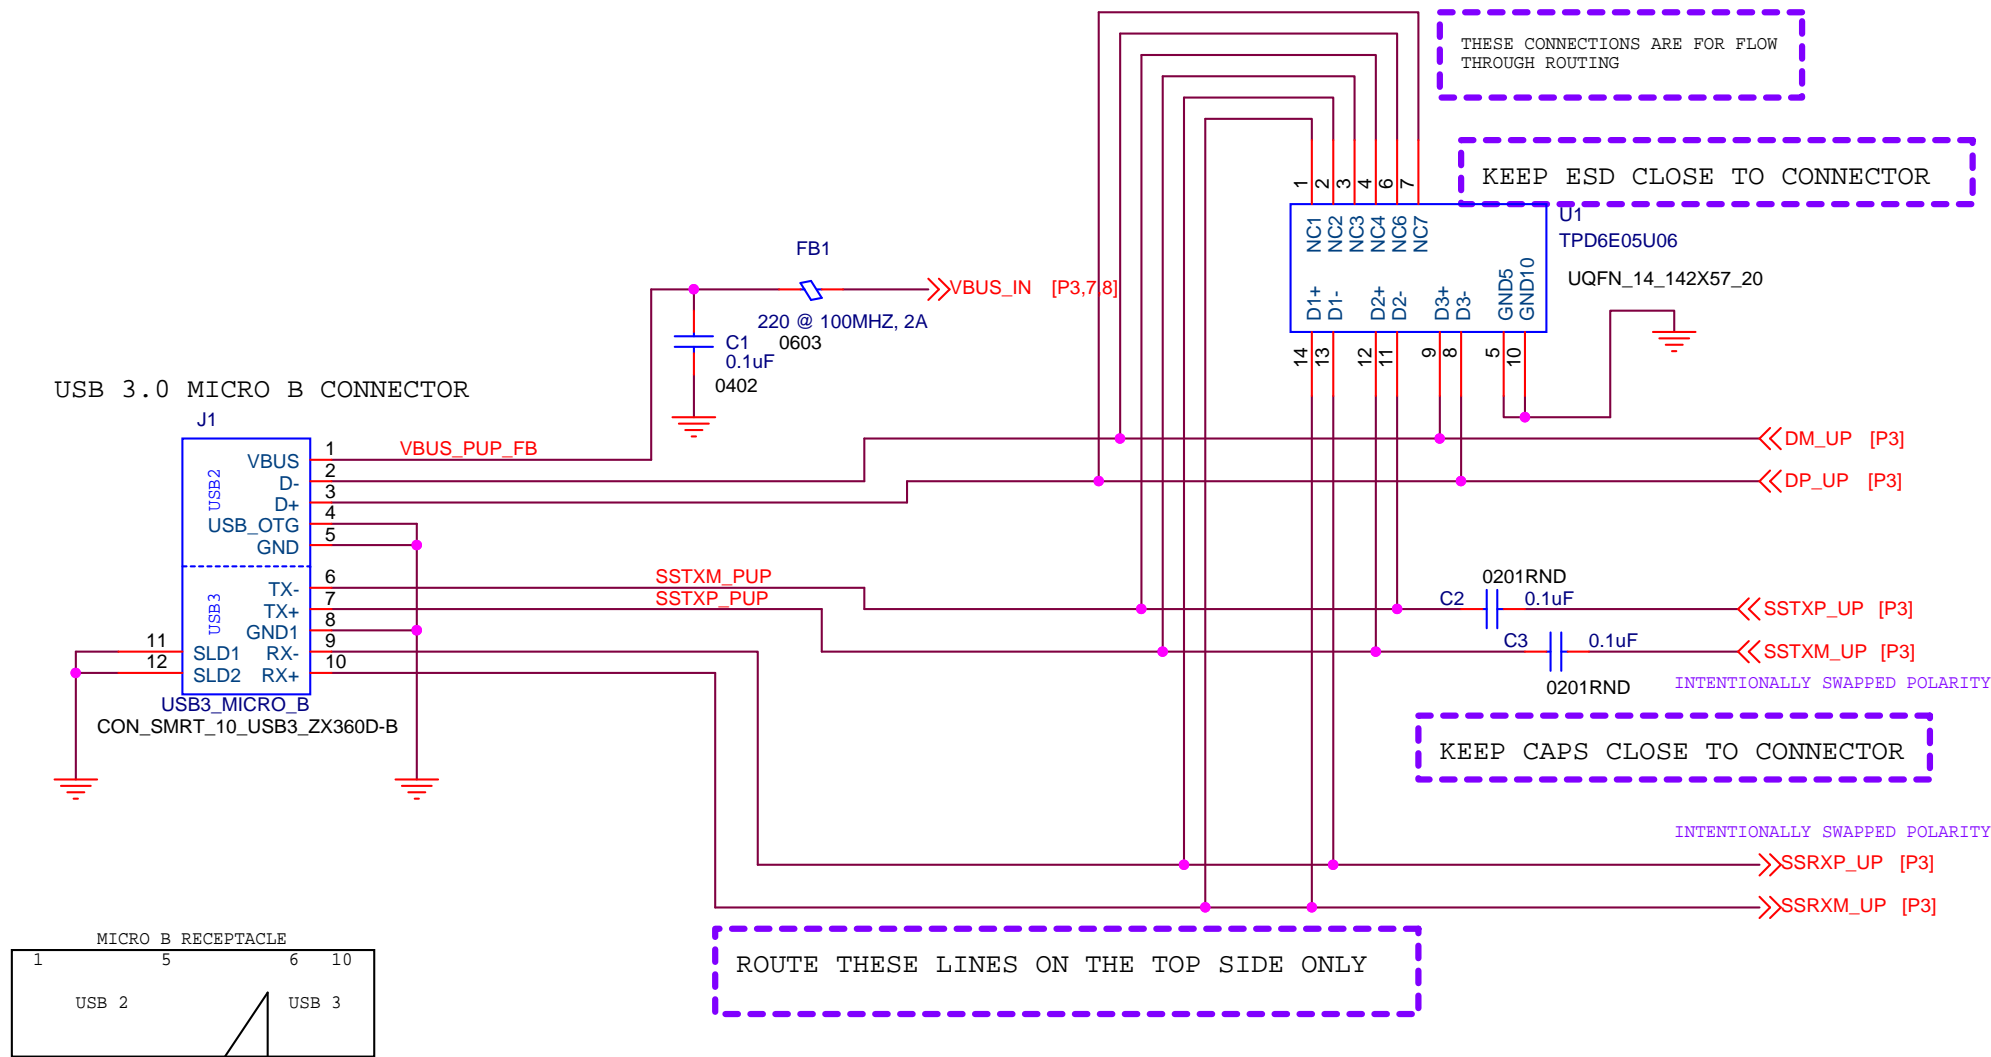 THESE CONNECTIONS ARE FOR FLOW
THROUGH ROUTING
KEEP ESD CLOSE TO CONNECTOR
1
2
3
4
6
7
NC1
NC2
NC3
NC4
NC6
NC7
U1
TPD6E05U06
UQFN_14_142X57_20
D1+
D1-
D2+
D2-
D3+
D3-
GND5
GND10
14
13
12
11
9
8
5
10
FB1
VBUS_IN [P3,7,8]
220 @ 100MHZ, 2A
0603
C1
0.1uF
0402
USB 3.0 MICRO B CONNECTOR
J1
VBUS 1 VBUS_PUP_FB
D- 2
D+ 3
USB_OTG 4
GND 5
USB2
TX- 6 SSTXM_PUP
TX+ 7 SSTXP_PUP
GND1 8
RX- 9
RX+ 10
USB3
11 SLD1
12 SLD2
USB3_MICRO_B
CON_SMRT_10_USB3_ZX360D-B
DM_UP [P3]
DP_UP [P3]
0201RND
C2 0.1uF
SSTXP_UP [P3]
C3 0.1uF
SSTXM_UP [P3]
0201RND
INTENTIONALLY SWAPPED POLARITY
KEEP CAPS CLOSE TO CONNECTOR
INTENTIONALLY SWAPPED POLARITY
SSRXP_UP [P3]
SSRXM_UP [P3]
ROUTE THESE LINES ON THE TOP SIDE ONLY
MICRO B RECEPTACLE
1 5 6 10
USB 2 USB 3